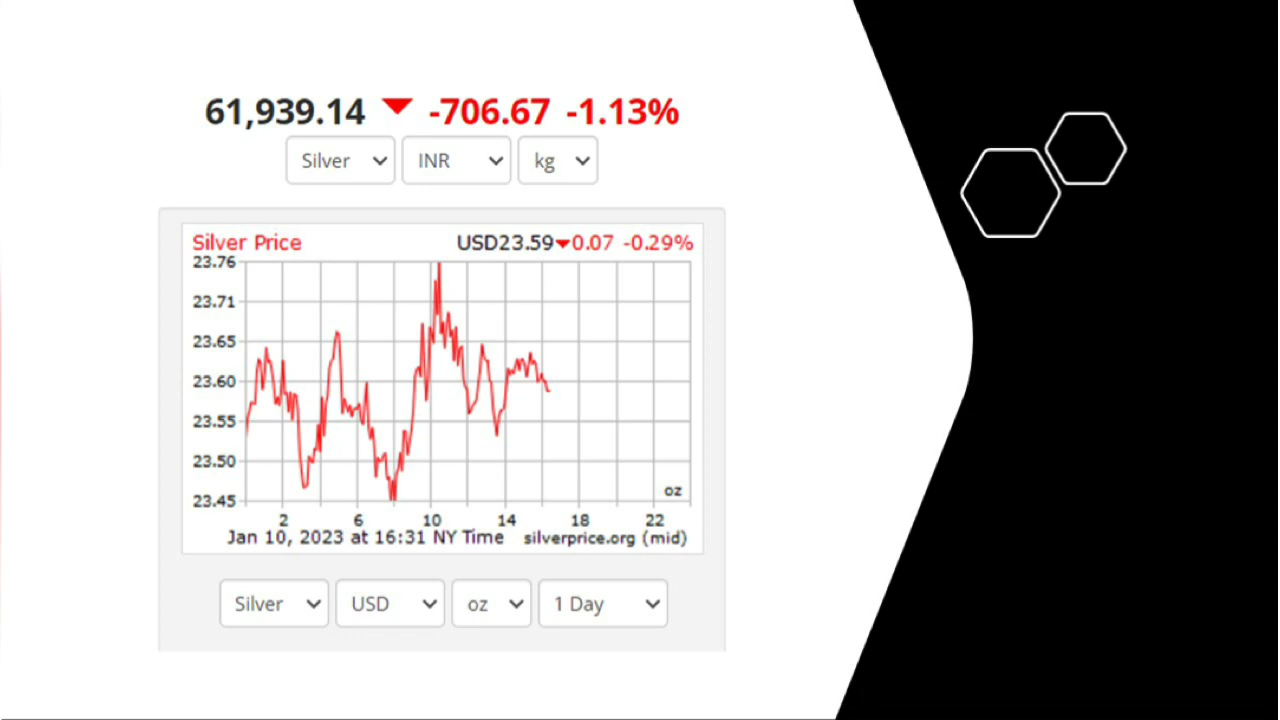 61,939.14 ▼ -706.67 -1.13%
Silver INR kg
Silver Price USD23.59▼0.07 -0.29%
23.76
23.71
23.65
23.60
23.55
23.50
23.45
oz
2 6 10 14 18 22
Jan 10, 2023 at 16:31 NY Time silverprice.org (mid)
Silver USD oz 1 Day